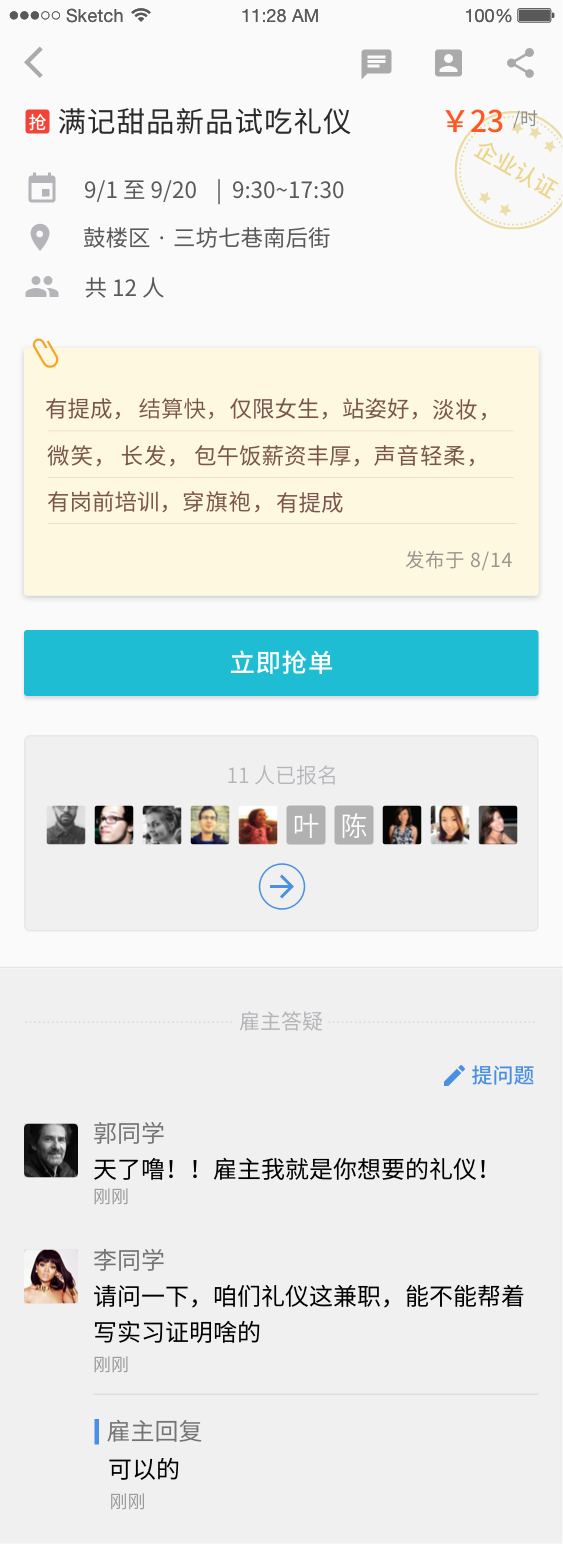 Sketch 11:28 AM 100%
抢 满记甜品新品试吃礼仪 ￥23 /时
企业认证
9/1 至 9/20 | 9:30~17:30
鼓楼区 · 三坊七巷南后街
共 12 人
有提成，结算快，仅限女生，站姿好，淡妆，
微笑， 长发， 包午饭薪资丰厚，声音轻柔，
有岗前培训，穿旗袍，有提成
发布于 8/14
立即抢单
11 人已报名
叶 陈
雇主答疑
提问题
郭同学
天了噜！！雇主我就是你想要的礼仪！
刚刚
李同学
请问一下，咱们礼仪这兼职，能不能帮着
写实习证明啥的
刚刚
雇主回复
可以的
刚刚